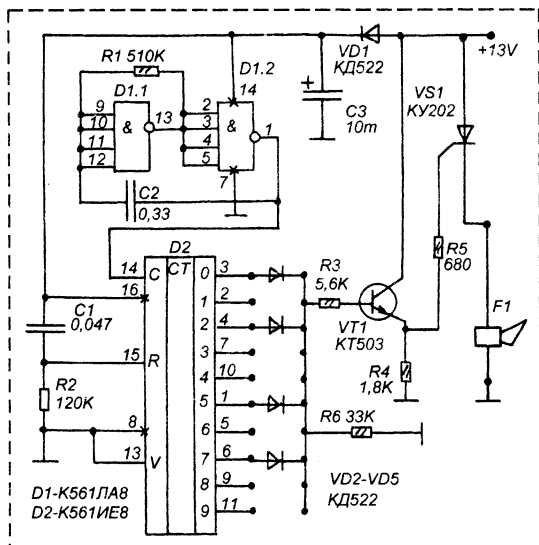 R1 510K
D1.1
D1.2
14
9
10
11
12
&
13
2
3
4
5
&
1
7
C2
0,33
VD1
КД522
+13V
VS1
КУ202
+
C3
10m
D2
14
C
CT
16
C1
0,047
15
R
R2
120K
8
13
V
0
3
1
2
2
4
3
7
4
10
5
1
6
5
7
6
8
9
9
11
R3
5,6K
VT1
КТ503
R5
680
F1
R4
1,8K
R6 33K
VD2-VD5
КД522
D1-К561ЛА8
D2-К561ИЕ8